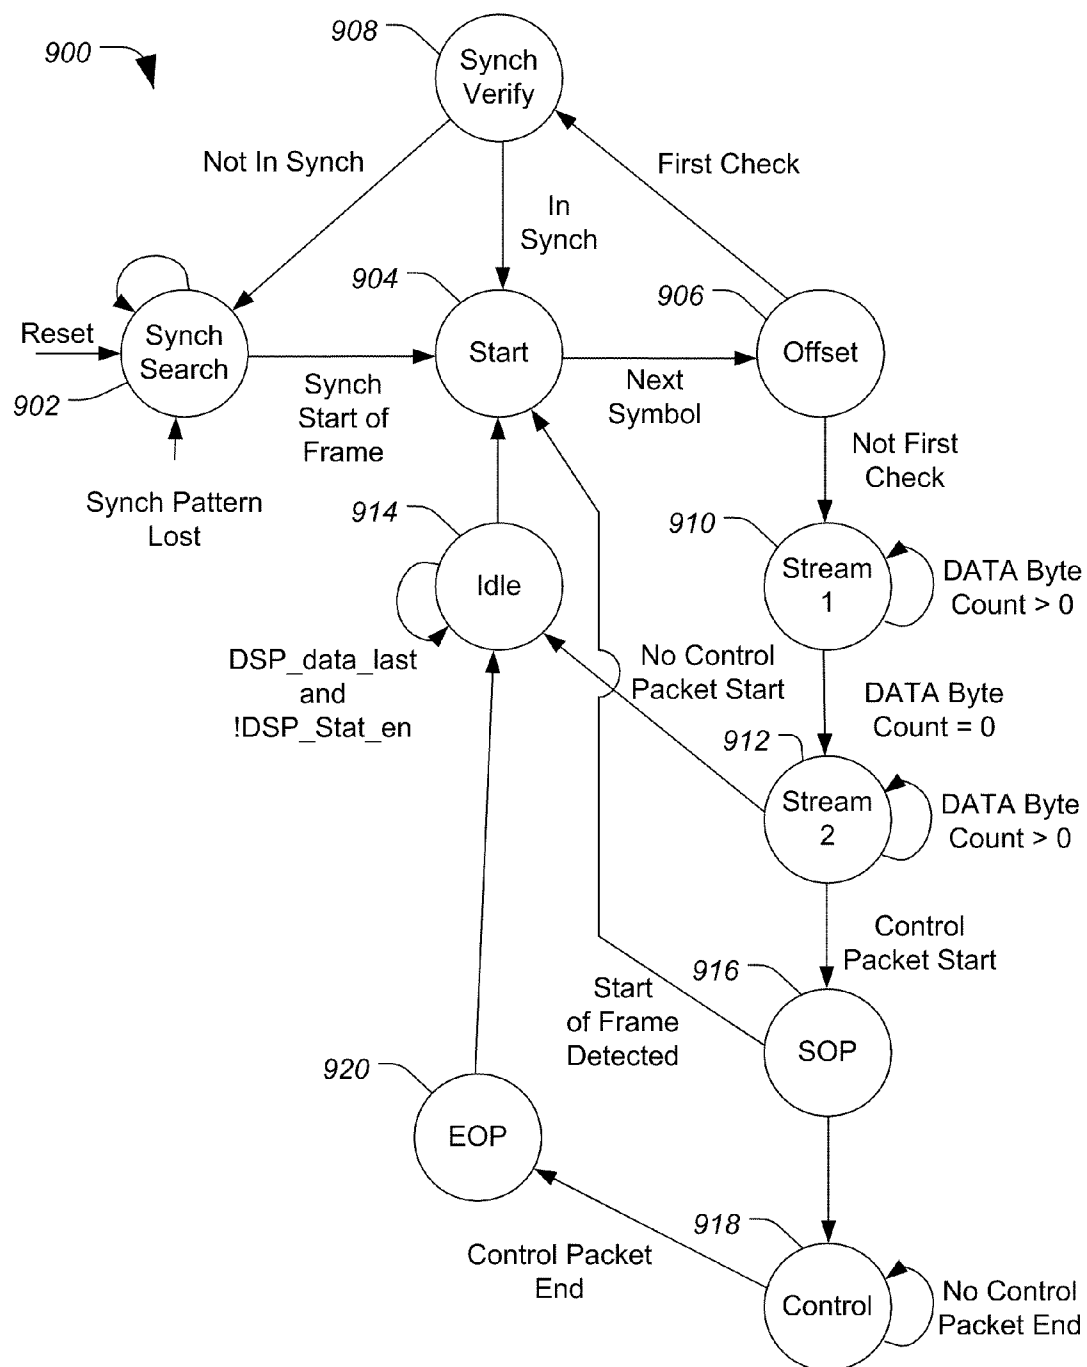 908
900
Synch
Verify
Not In Synch
First Check
In
Synch
904
906
Reset
Synch
Search
Start
Offset
902
Synch
Start of
Frame
Next
Symbol
Not First
Check
Synch Pattern
Lost
914
910
Idle
Stream
1
DATA Byte
Count > 0
DSP_data_last
and
!DSP_Stat_en
No Control
Packet Start
DATA Byte
Count = 0
912
Stream
2
DATA Byte
Count > 0
Control
Packet Start
916
Start
of Frame
Detected
SOP
920
EOP
918
Control Packet
End
Control
No Control
Packet End